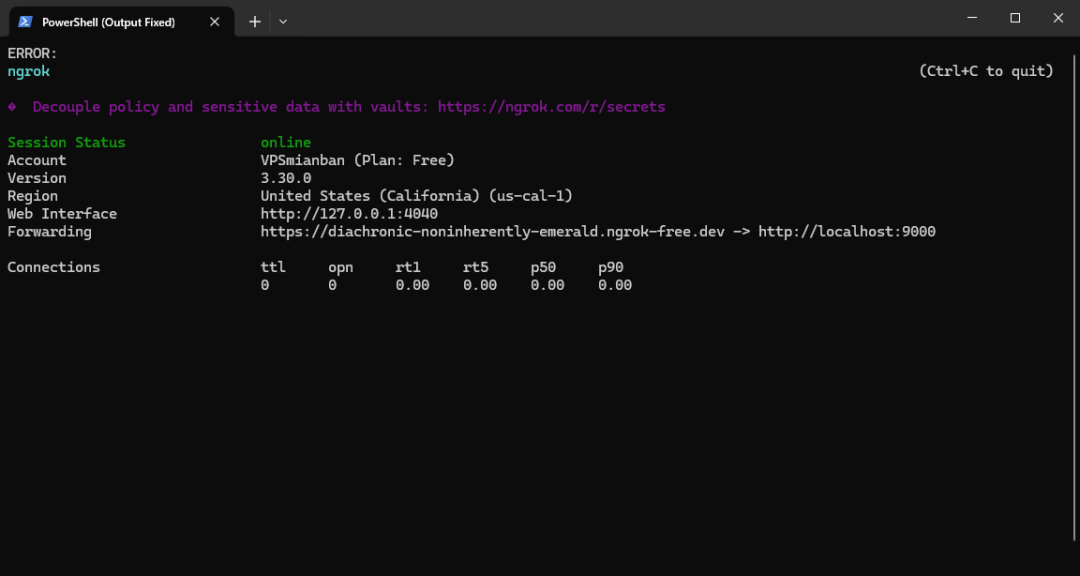 PowerShell (Output Fixed)
ERROR:
ngrok (Ctrl+C to quit)
Decouple policy and sensitive data with vaults: https://ngrok.com/r/secrets
Session Status online
Account VPSmianban (Plan: Free)
Version 3.30.0
Region United States (California) (us-cal-1)
Web Interface http://127.0.0.1:4040
Forwarding https://diachronic-noninherently-emerald.ngrok-free.dev -> http://localhost:9000
Connections ttl opn rt1 rt5 p50 p90
0 0 0.00 0.00 0.00 0.00